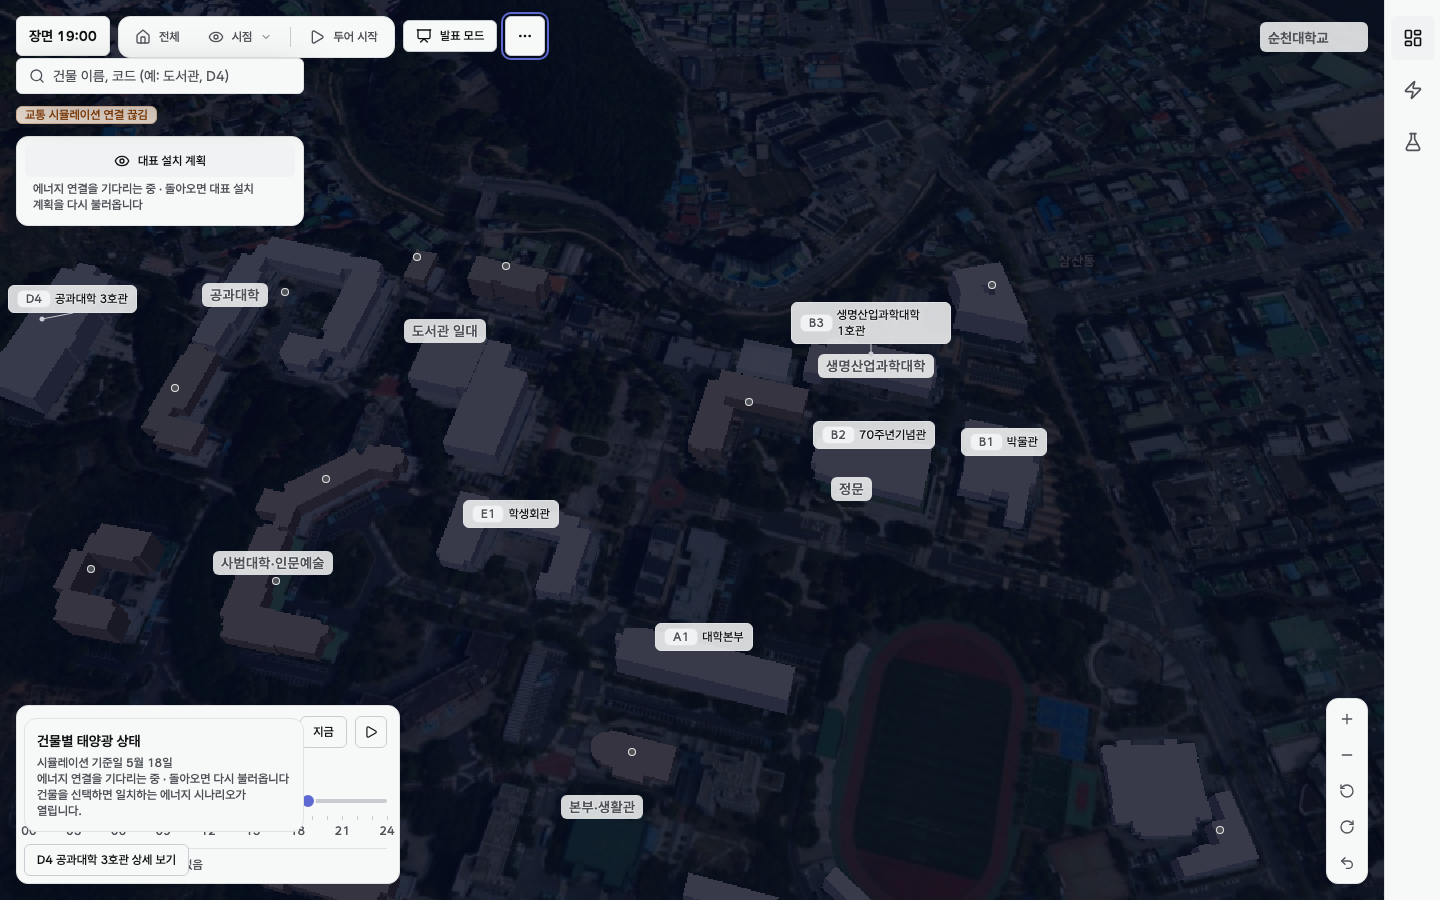 장면 19:00
전체
시점
투어 시작
발표 모드
순천대학교
건물 이름, 코드 (예: 도서관, D4)
교통 시뮬레이션 연결 끊김
대표 설치 계획
에너지 연결을 기다리는 중 · 돌아오면 대표 설치
계획을 다시 불러옵니다
삼산동
D4 공과대학 3호관
공과대학
도서관 일대
B3 생명산업과학대학
1호관
생명산업과학대학
B2 70주년기념관
B1 박물관
정문
E1 학생회관
사범대학·인문예술
A1 대학본부
본부·생활관
지금
건물별 태양광 상태
시뮬레이션 기준일 5월 18일
에너지 연결을 기다리는 중 · 돌아오면 다시 불러옵니다
건물을 선택하면 일치하는 에너지 시나리오가
열립니다.
18 21 24
D4 공과대학 3호관 상세 보기